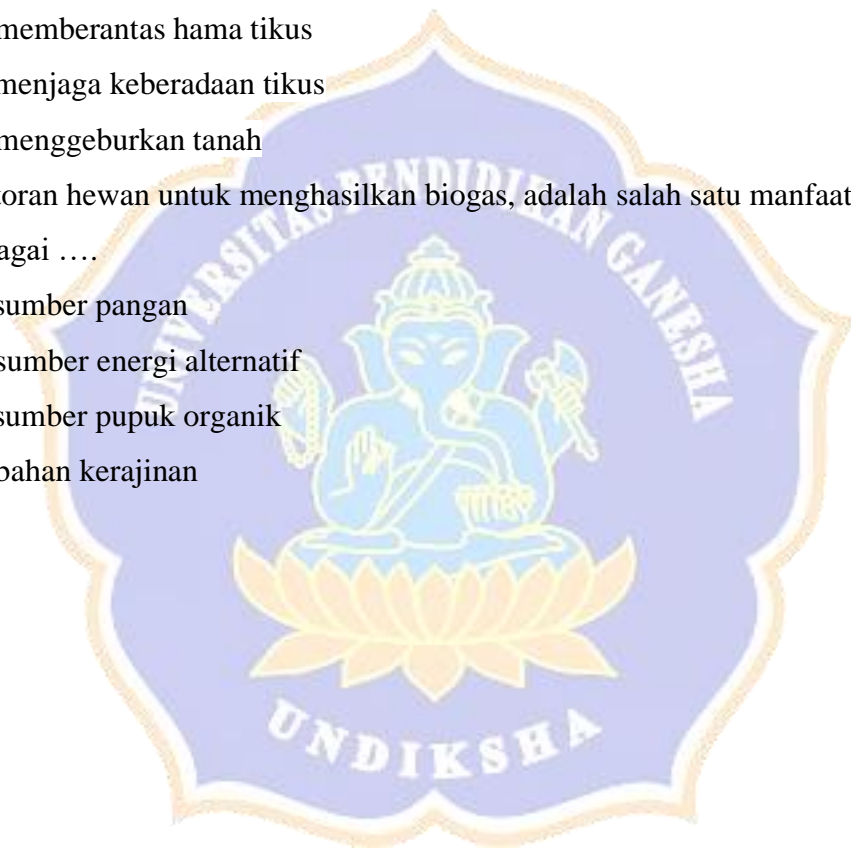 memberantas hama tikus
menjaga keberadaan tikus
menggeburkan tanah
toran hewan untuk menghasilkan biogas, adalah salah satu manfaat
agai ….
sumber pangan
sumber energi alternatif
sumber pupuk organik
bahan kerajinan
UNIVERSITAS PENDIDIKAN GANESHA
UNDIKSHA